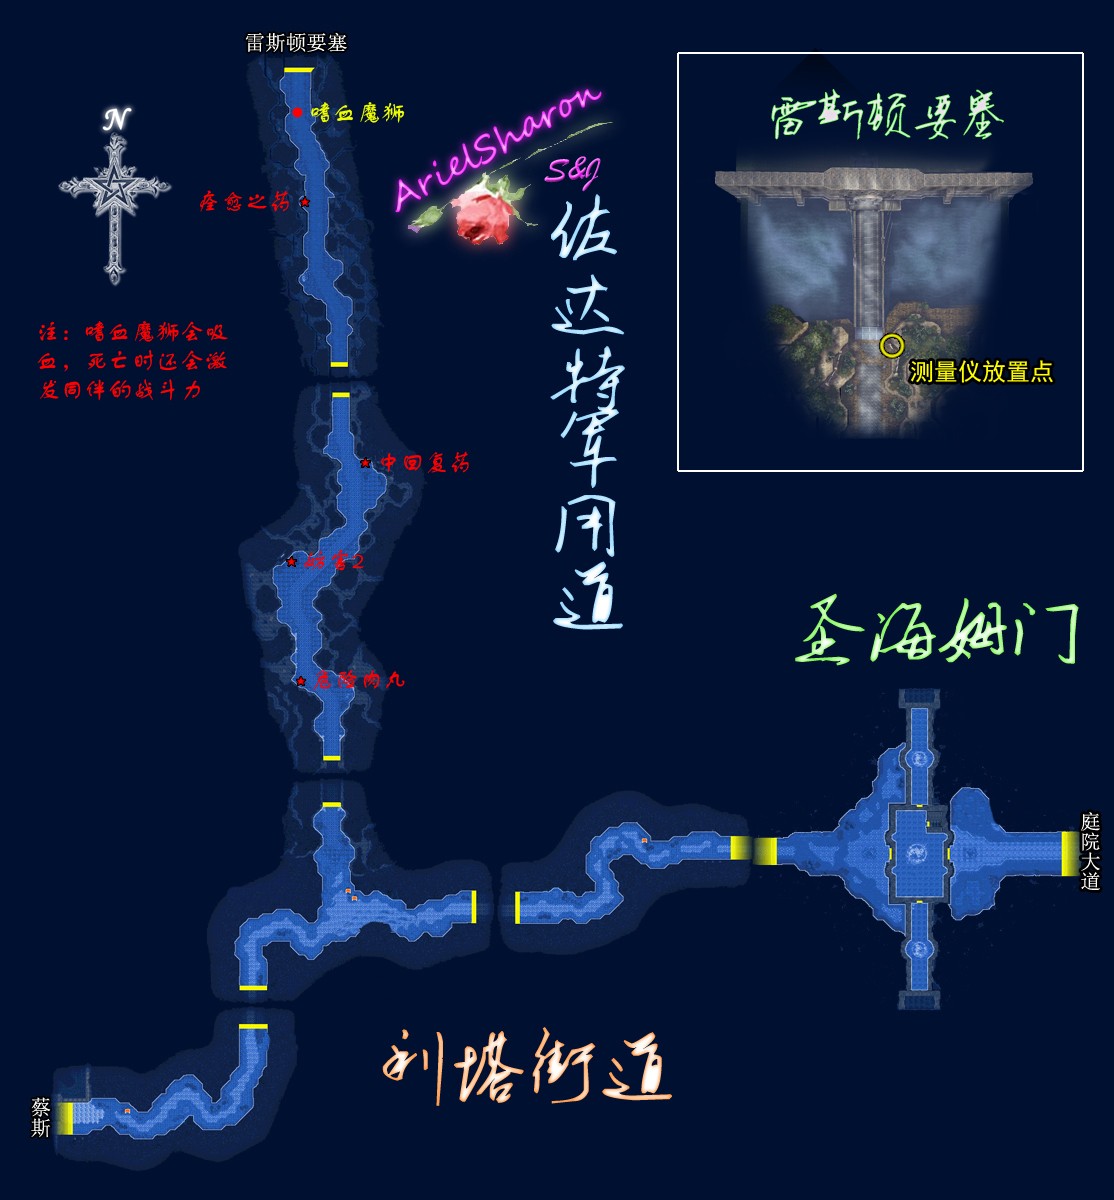 雷斯顿要塞
N
嗜血魔狮
痊愈之药
注：嗜血魔狮会吸
血，死亡时还会激
发同伴的战斗力
ArielSharon
S&J
佐达特军用道
雷斯顿要塞
测量仪放置点
中回复药
防害2
危险肉丸
圣海姆门
庭院大道
利塔街道
蔡斯